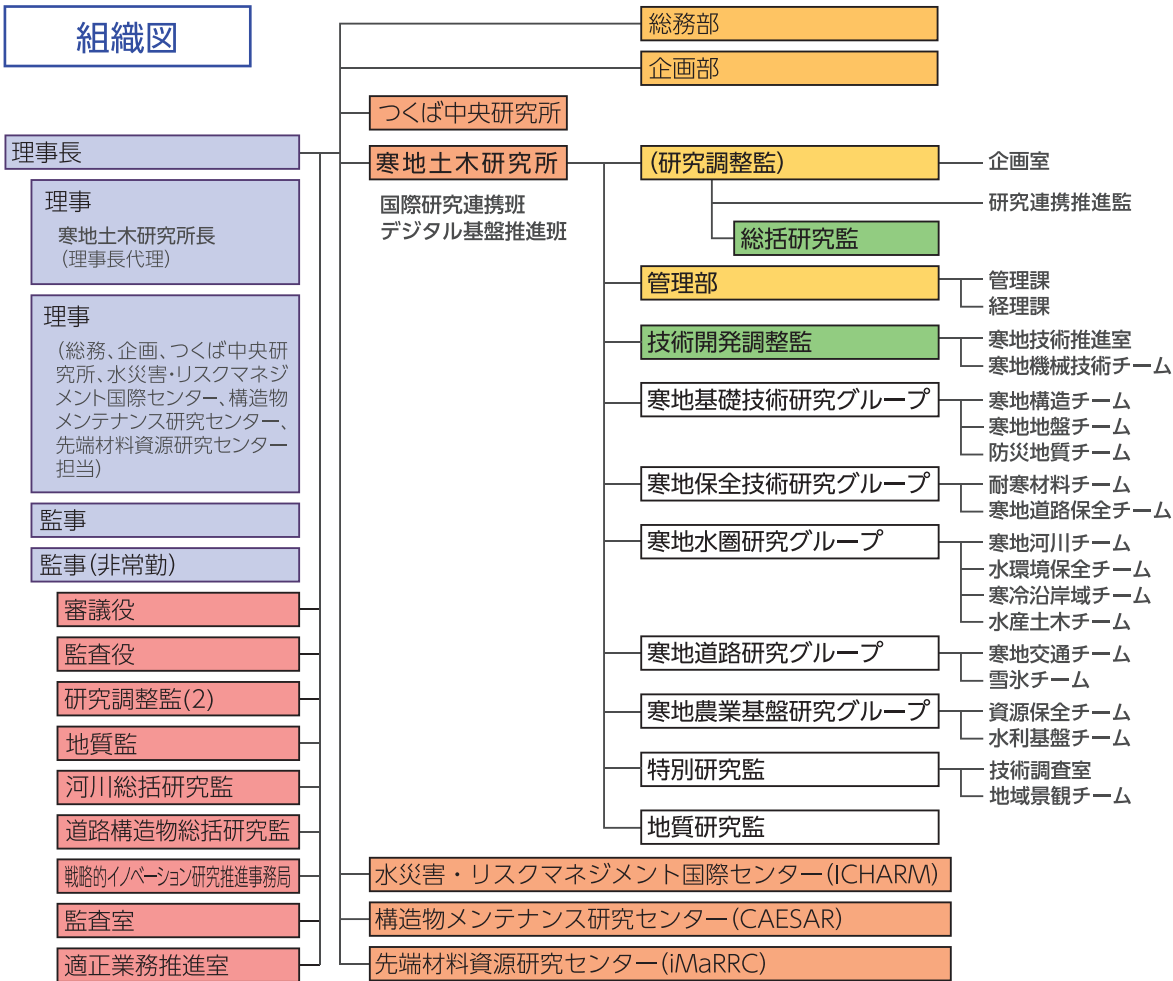 組織図
理事長
理事
寒地土木研究所長
(理事長代理)
理事
(総務、企画、つくば中央研
究所、水災害・リスクマネジ
メント国際センター、構造物
メンテナンス研究センター、
先端材料資源研究センター
担当)
監事
監事(非常勤)
審議役
監査役
研究調整監(2)
地質監
河川総括研究監
道路構造物総括研究監
戦略的イノベーション研究推進事務局
監査室
適正業務推進室
総務部
企画部
つくば中央研究所
寒地土木研究所
国際研究連携班
デジタル基盤推進班
(研究調整監)
企画室
研究連携推進監
総括研究監
管理部
管理課
経理課
技術開発調整監
寒地技術推進室
寒地機械技術チーム
寒地基礎技術研究グループ
寒地構造チーム
寒地地盤チーム
防災地質チーム
寒地保全技術研究グループ
耐寒材料チーム
寒地道路保全チーム
寒地水圏研究グループ
寒地河川チーム
水環境保全チーム
寒冷沿岸域チーム
水産土木チーム
寒地道路研究グループ
寒地交通チーム
雪氷チーム
寒地農業基盤研究グループ
資源保全チーム
水利基盤チーム
特別研究監
技術調査室
地域景観チーム
地質研究監
水災害・リスクマネジメント国際センター(ICHARM)
構造物メンテナンス研究センター(CAESAR)
先端材料資源研究センター(iMaRRC)